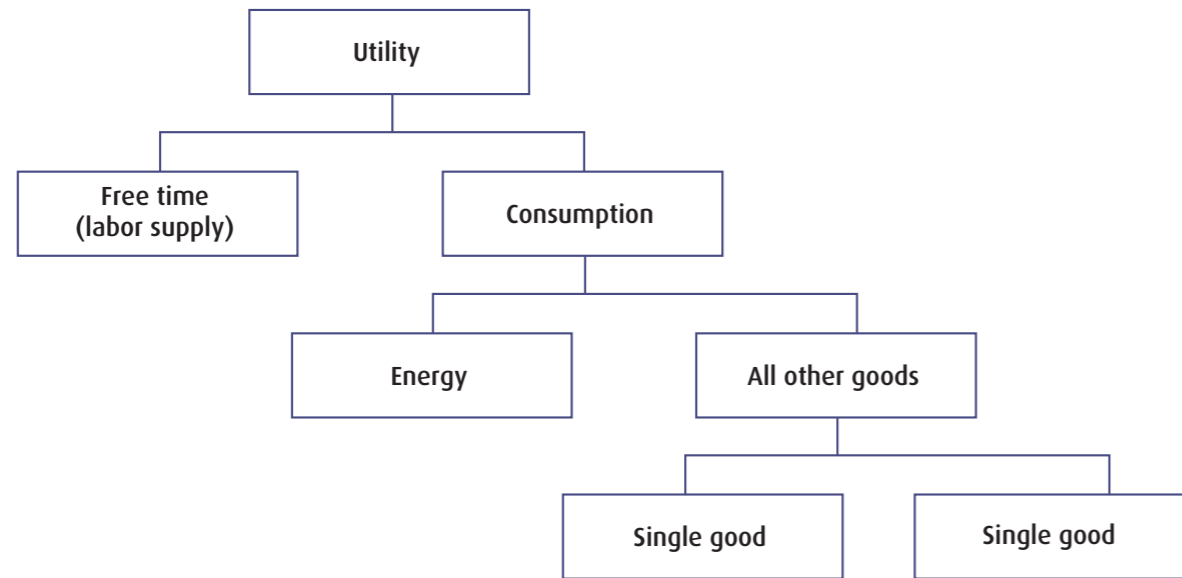 Utility
Free time
(labor supply)
Consumption
Energy
All other goods
Single good
Single good